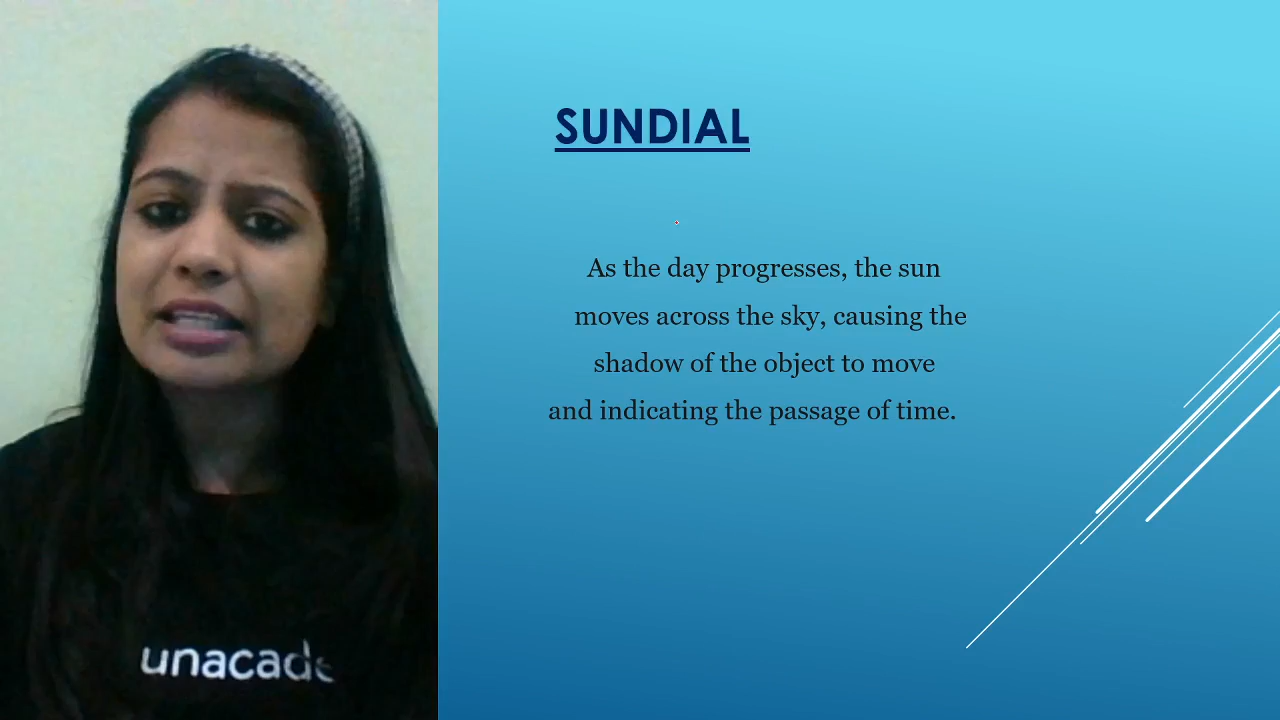 SUNDIAL
As the day progresses, the sun
moves across the sky, causing the
shadow of the object to move
and indicating the passage of time.
unacade